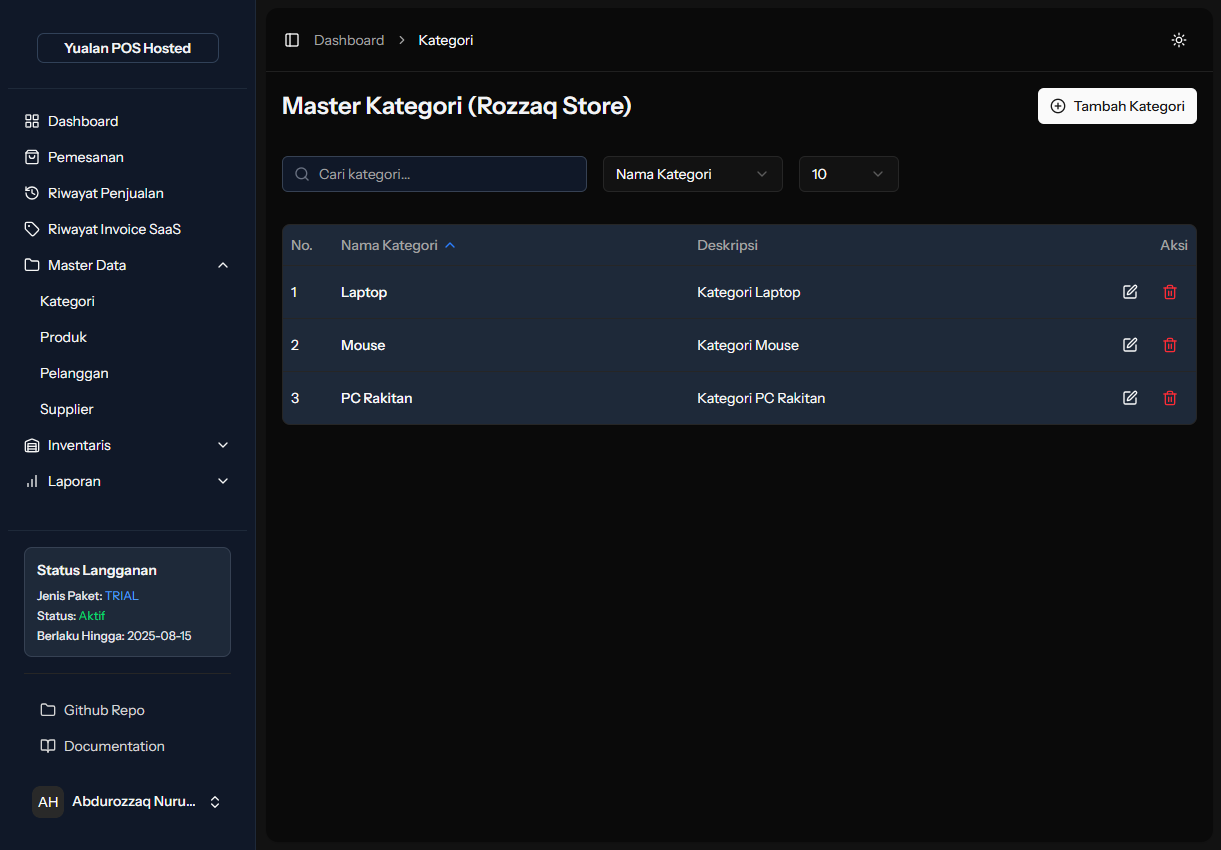 Yualan POS Hosted
Dashboard
Pemesanan
Riwayat Penjualan
Riwayat Invoice SaaS
Master Data
Kategori
Produk
Pelanggan
Supplier
Inventaris
Laporan
Status Langganan
Jenis Paket: TRIAL
Status: Aktif
Berlaku Hingga: 2025-08-15
Github Repo
Documentation
AH Abdurozzaq Nuru...
Dashboard > Kategori
Master Kategori (Rozzaq Store)
Tambah Kategori
Cari kategori...
Nama Kategori
10
No. Nama Kategori Deskripsi Aksi
1 Laptop Kategori Laptop
2 Mouse Kategori Mouse
3 PC Rakitan Kategori PC Rakitan